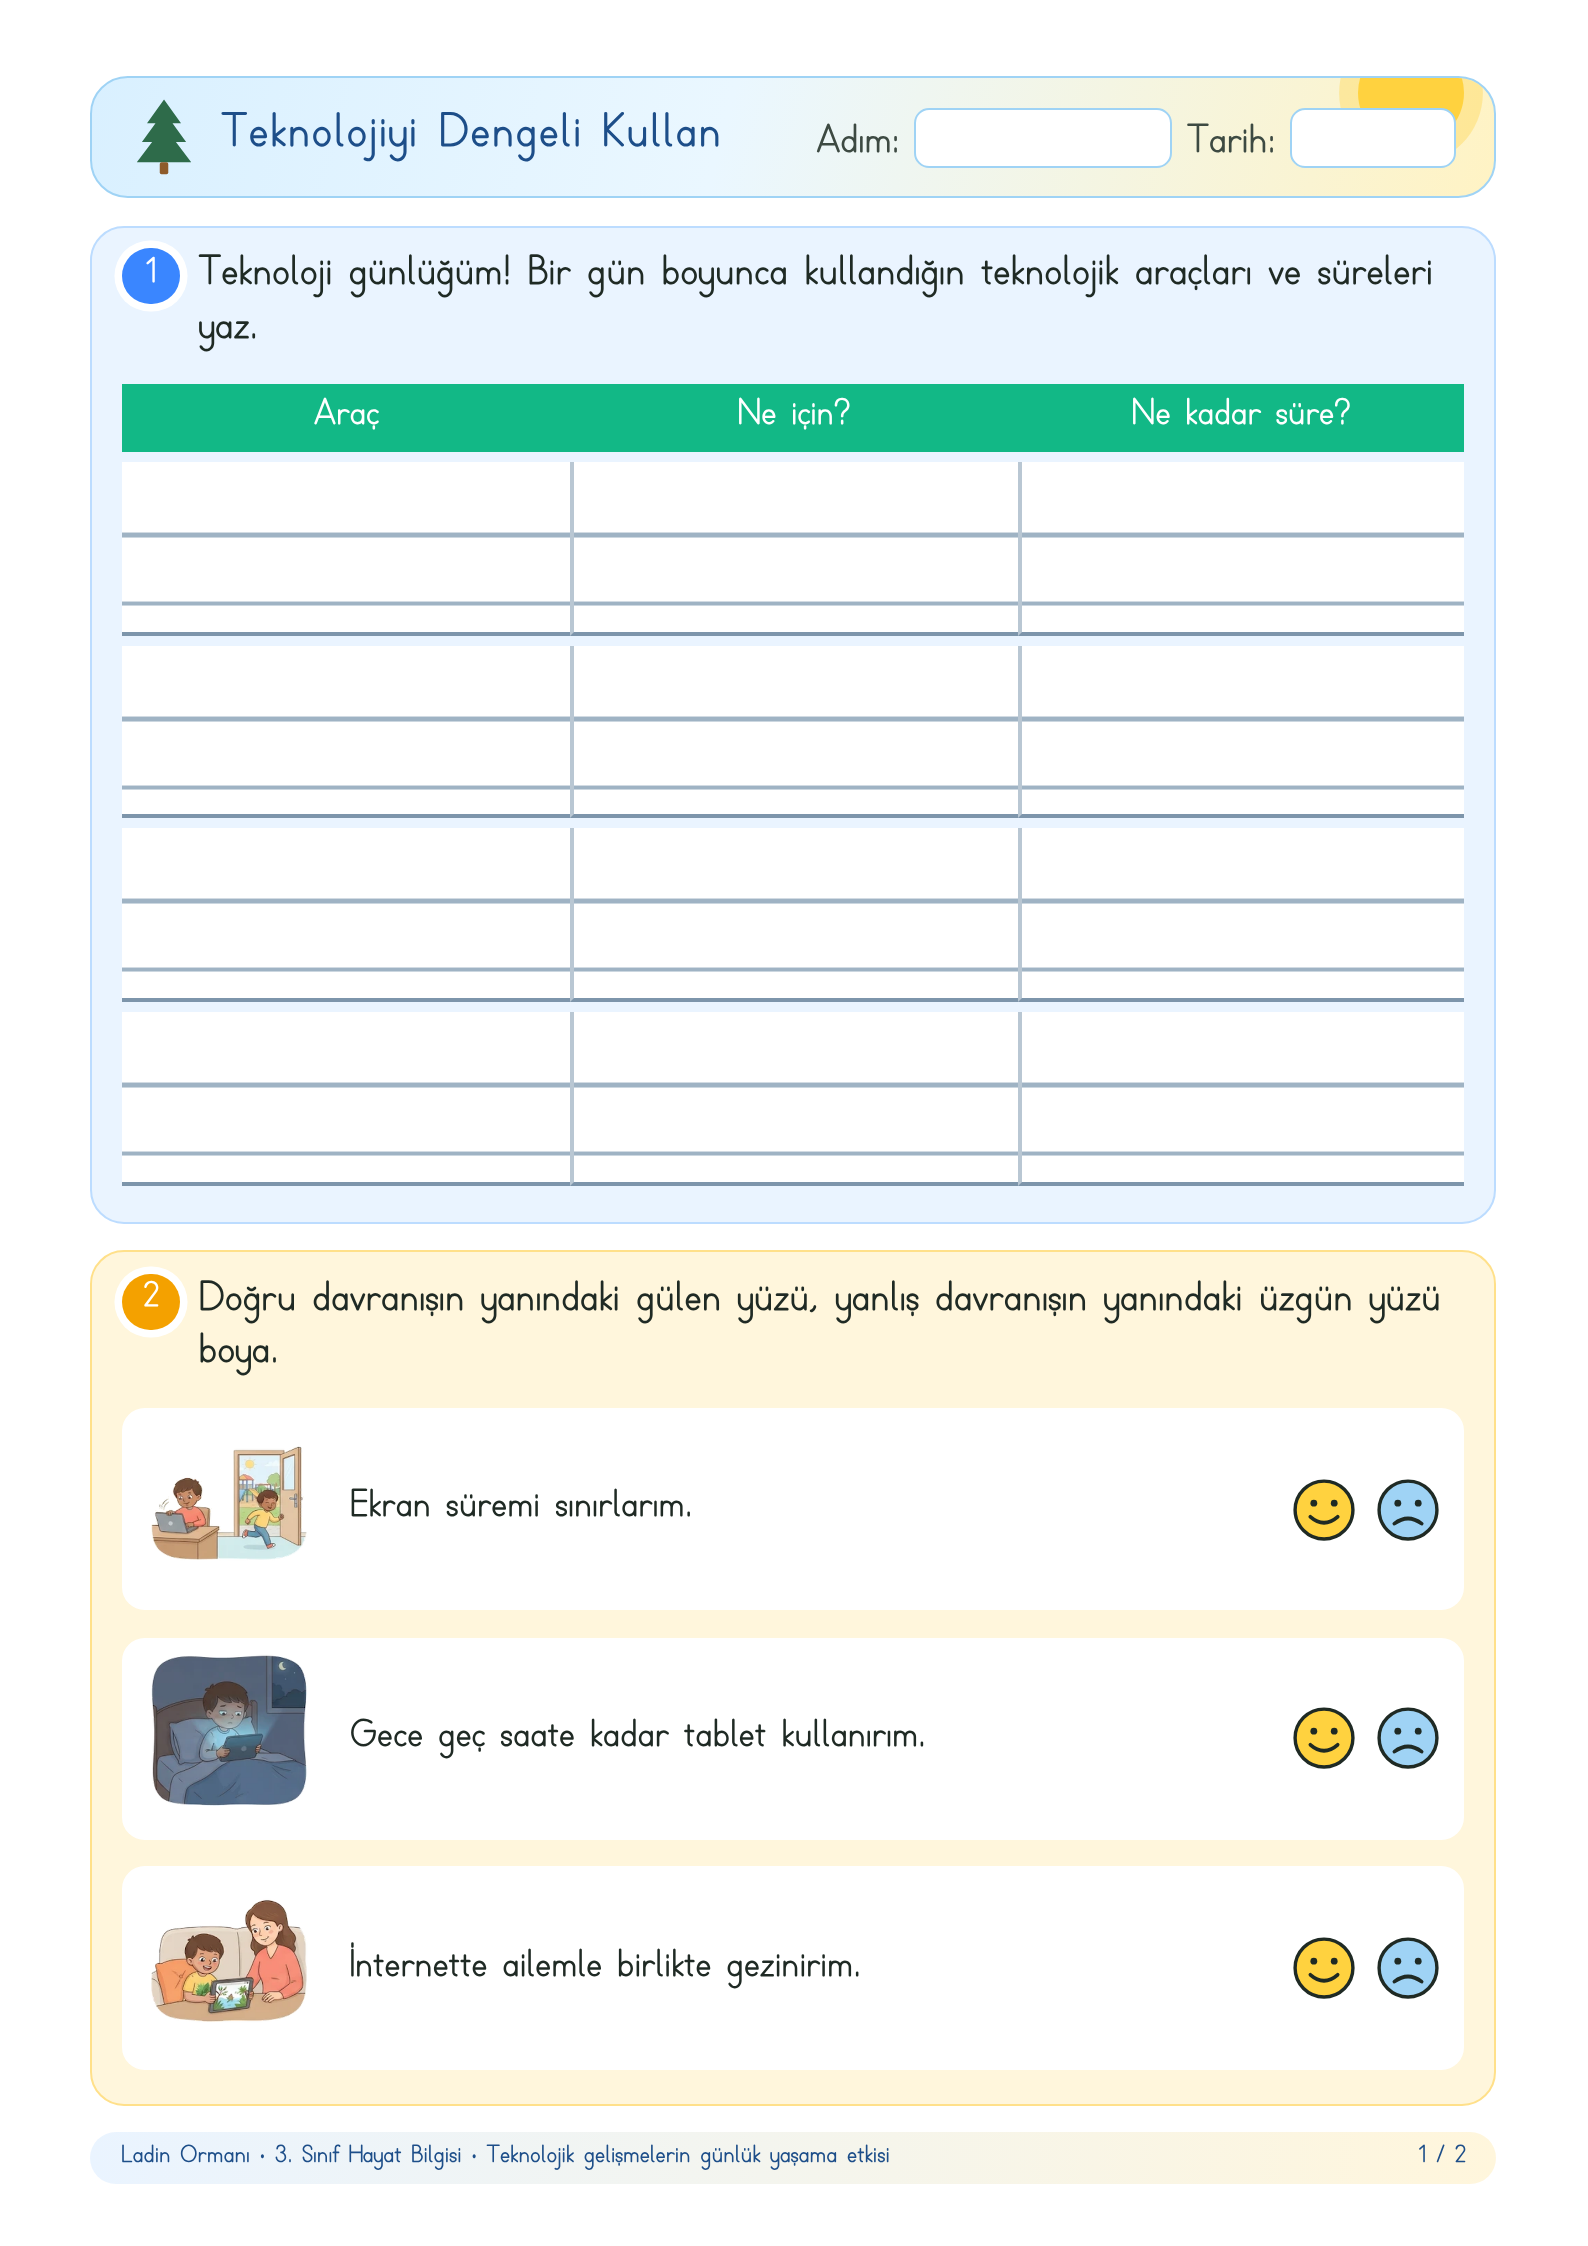 Teknolojiyi Dengeli Kullan
Adım:
Tarih:
1
Teknoloji günlüğüm! Bir gün boyunca kullandığın teknolojik araçları ve süreleri
yaz.
Araç
Ne için?
Ne kadar süre?
2
Doğru davranışın yanındaki gülen yüzü, yanlış davranışın yanındaki üzgün yüzü
boya.
Ekran süremi sınırlarım.
Gece geç saate kadar tablet kullanırım.
İnternette ailemle birlikte gezinirim.
Ladin Ormanı • 3. Sınıf Hayat Bilgisi • Teknolojik gelişmelerin günlük yaşama etkisi
1 / 2